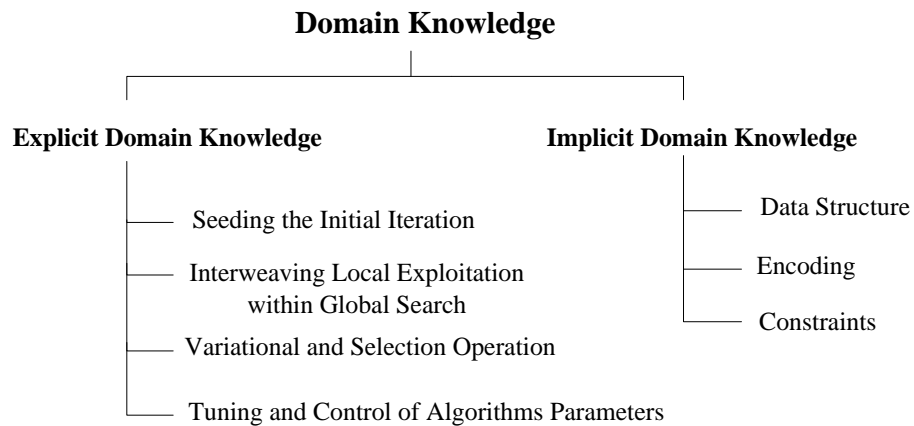 Domain Knowledge
Explicit Domain Knowledge
Seeding the Initial Iteration
Interweaving Local Exploitation
within Global Search
Variational and Selection Operation
Tuning and Control of Algorithms Parameters
Implicit Domain Knowledge
Data Structure
Encoding
Constraints